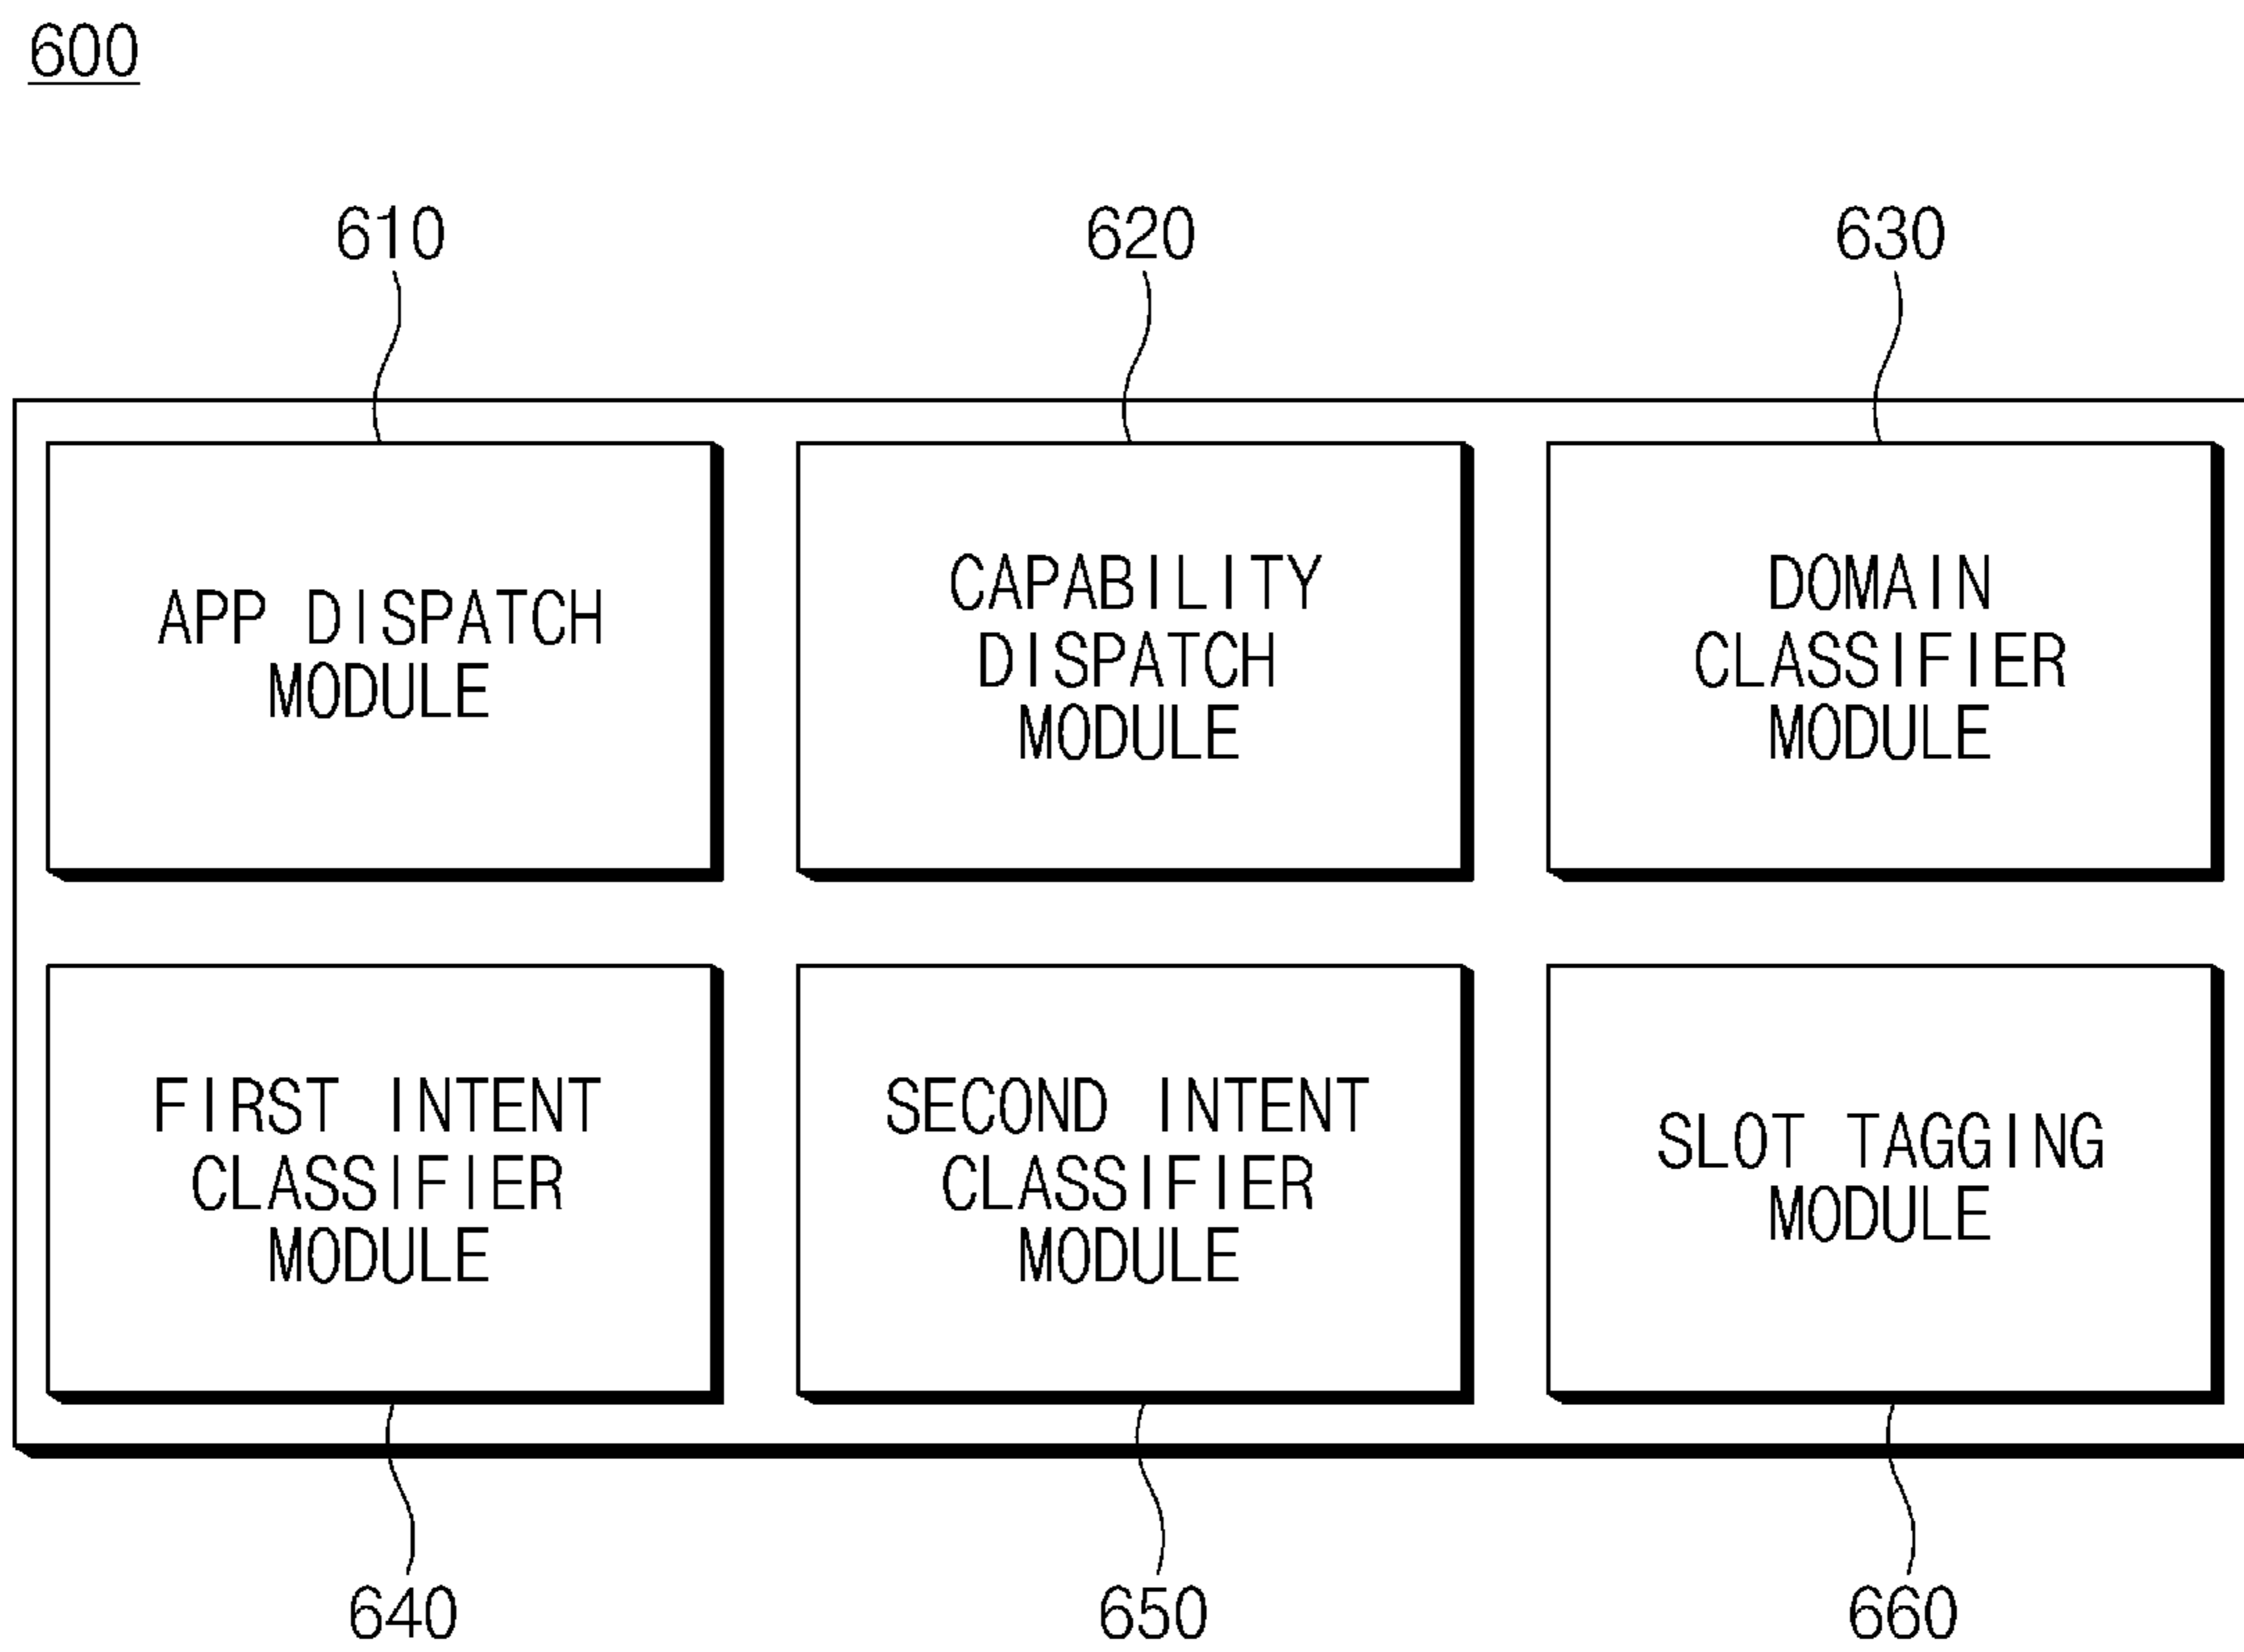 600
610
620
630
APP DISPATCH
MODULE
CAPABILITY
DISPATCH
MODULE
DOMAIN
CLASSIFIER
MODULE
FIRST INTENT
CLASSIFIER
MODULE
SECOND INTENT
CLASSIFIER
MODULE
SLOT TAGGING
MODULE
640
650
660